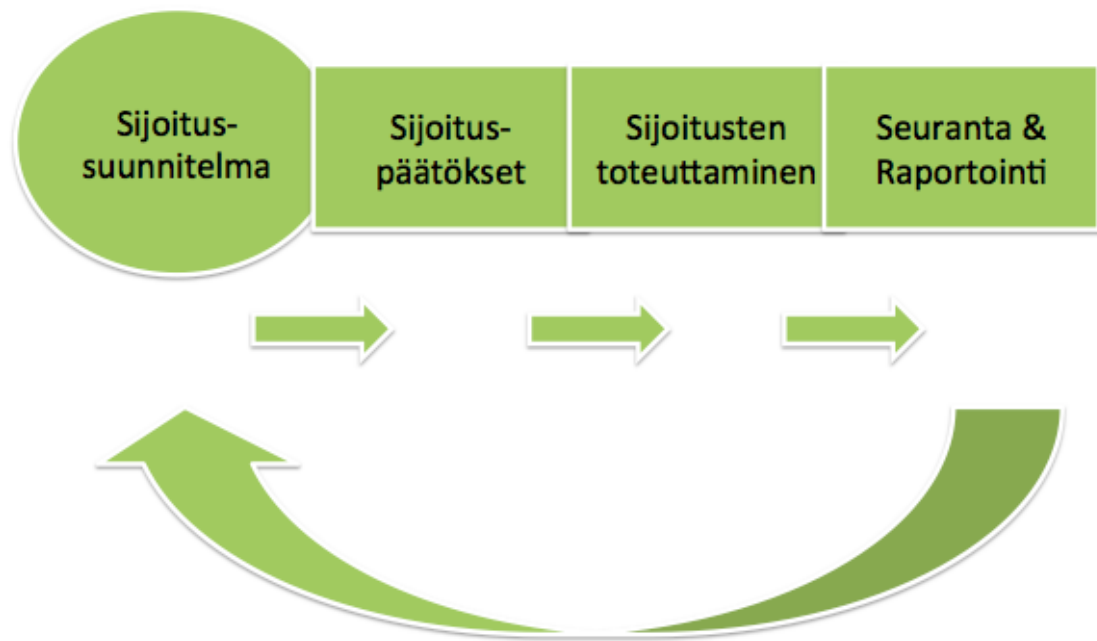 Sijoitus-
suunnitelma
Sijoitus-
päätökset
Sijoitusten
toteuttaminen
Seuranta &
Raportointi